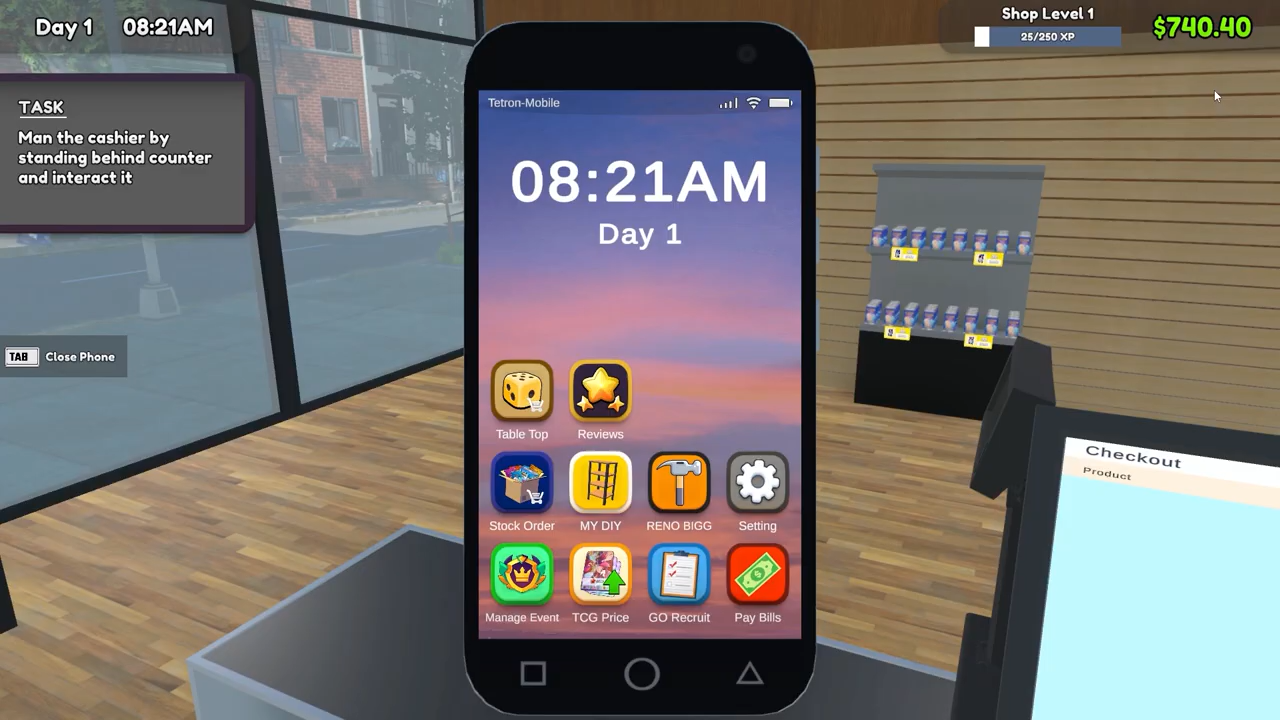 Day 1 08:21AM
Shop Level 1
25/250 XP
$740.40
TASK
Man the cashier by
standing behind counter
and interact it
TAB Close Phone
Tetron-Mobile
08:21AM
Day 1
Table Top
Reviews
Stock Order
MY DIY
RENO BIGG
Setting
Manage Event
TCG Price
GO Recruit
Pay Bills
Checkout
Product